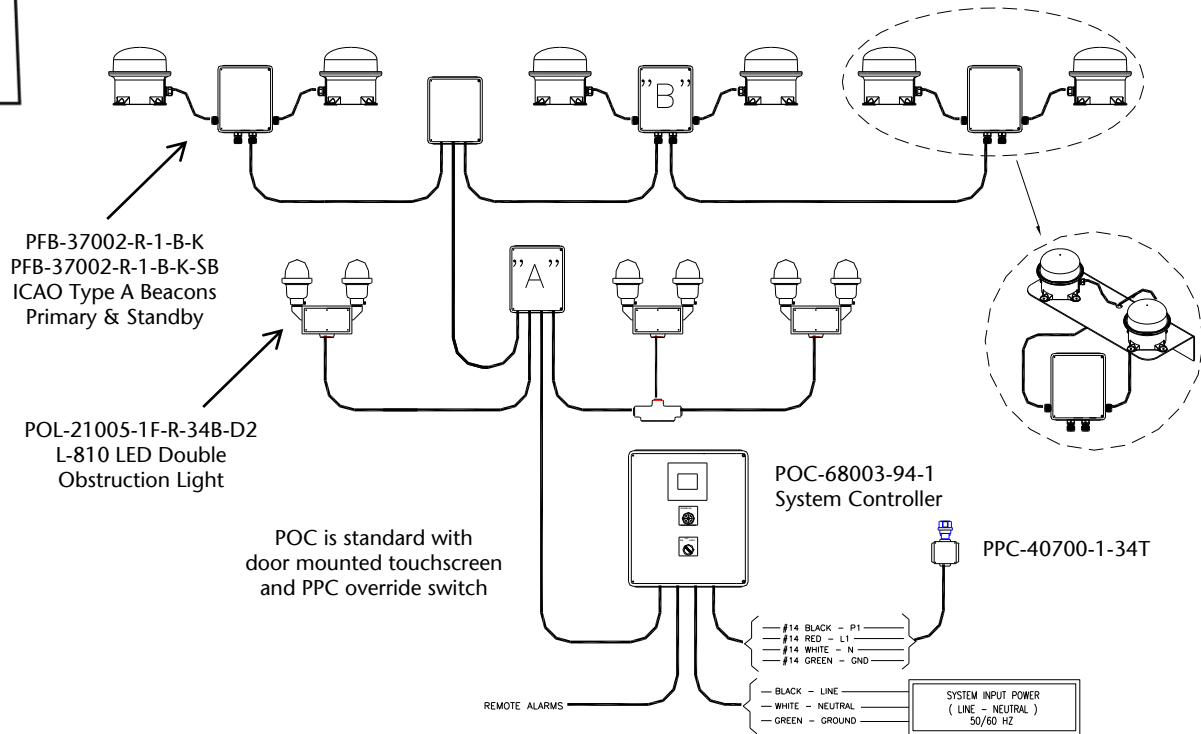 "B"
PFB-37002-R-1-B-K
PFB-37002-R-1-B-K-SB
ICAO Type A Beacons
Primary & Standby
"A"
POL-21005-1F-R-34B-D2
L-810 LED Double
Obstruction Light
POC-68003-94-1
System Controller
POC is standard with
door mounted touchscreen
and PPC override switch
PPC-40700-1-34T
#14 BLACK - P1
#14 RED - L1
#14 WHITE - N
#14 GREEN - GND
REMOTE ALARMS
BLACK - LINE
WHITE - NEUTRAL
GREEN - GROUND
SYSTEM INPUT POWER
( LINE - NEUTRAL )
50/60 HZ